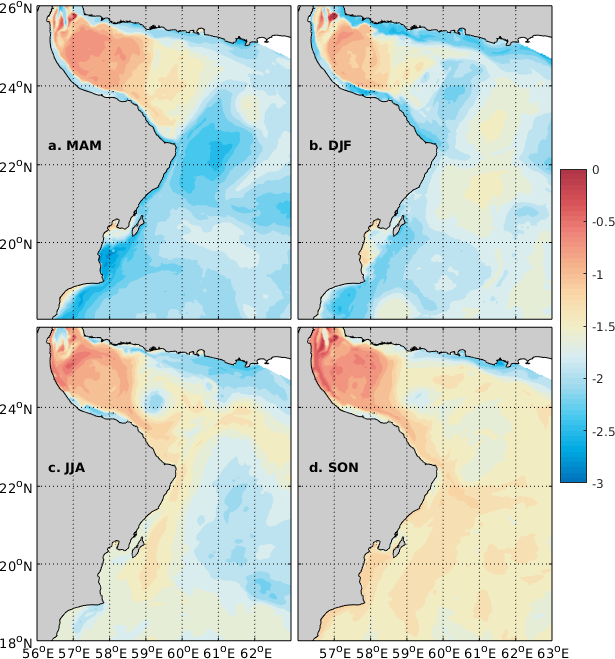 26°N
24°N
22°N
20°N
a. MAM
b. DJF
0
-0.5
-1
-1.5
-2
-2.5
-3
24°N
22°N
20°N
18°N
c. JJA
d. SON
56°E 57°E 58°E 59°E 60°E 61°E 62°E
57°E 58°E 59°E 60°E 61°E 62°E 63°E